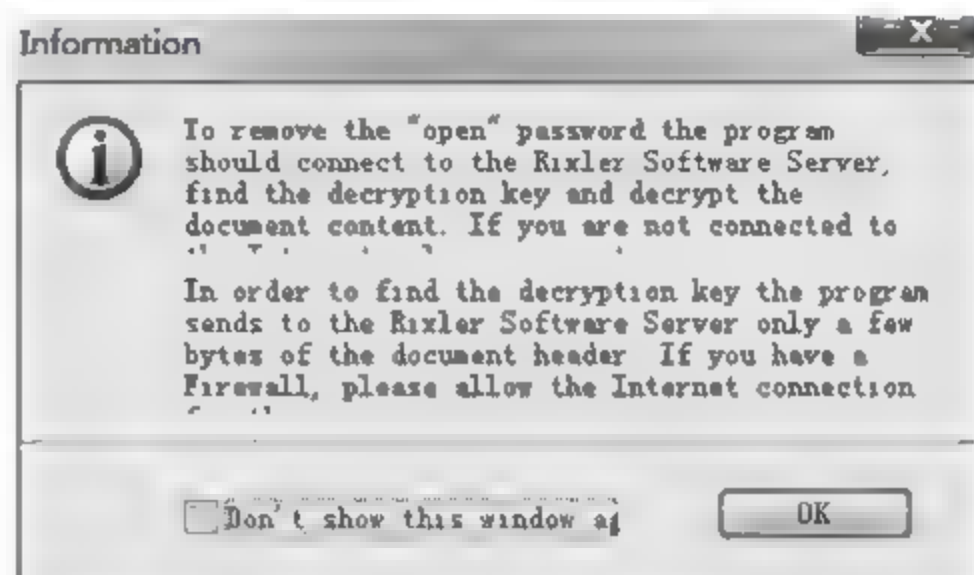 Information
To remove the "open" password the program
should connect to the Rixler Software Server,
find the decryption key and decrypt the
document content. If you are not connected to
In order to find the decryption key the program
sends to the Rixler Software Server only a few
bytes of the document header If you have a
Firewall, please allow the Internet connection
Don't show this window
OK